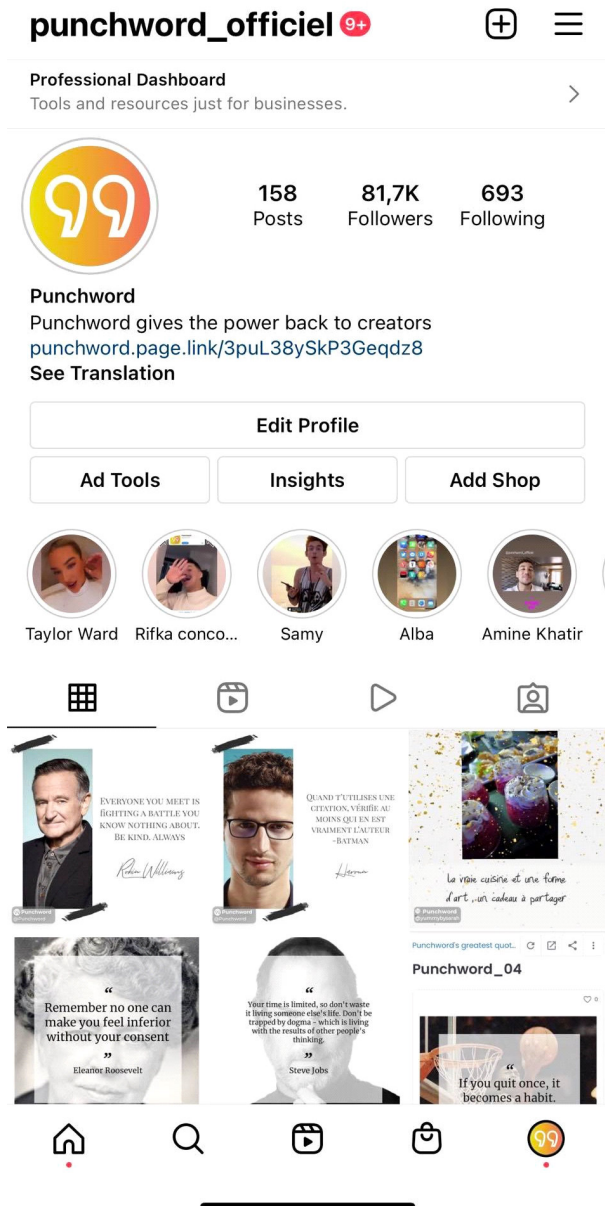 punchword_officiel 9+
Professional Dashboard
Tools and resources just for businesses.
158
Posts
81,7K
Followers
693
Following
Punchword
Punchword gives the power back to creators
punchword.page.link/3puL38ySkP3Geqdz8
See Translation
Edit Profile
Ad Tools
Insights
Add Shop
Taylor Ward
Rifka conco...
Samy
Alba
Amine Khatir
EVERYONE YOU MEET IS
FIGHTING A BATTLE YOU
KNOW NOTHING ABOUT.
BE KIND. ALWAYS
Robin Williams
Punchword
@Punchword
QUAND T'UTILISES UNE
CITATION, VÉRIFIE AU
MOINS QUI EN EST
VRAIMENT L'AUTEUR
-BATMAN
Punchword
@Punchword
La vraie cuisine et une forme
d'art , un cadeau à partager
Punchword
“
Remember no one can
make you feel inferior
without your consent
”
Eleanor Roosevelt
“
Your time is limited, so don't waste
it living someone else's life. Don't be
trapped by dogma – which is living
with the results of other people's
thinking.
”
Steve Jobs
Punchword's greatest quot...
Punchword_04
0
“
If you quit once, it
becomes a habit.